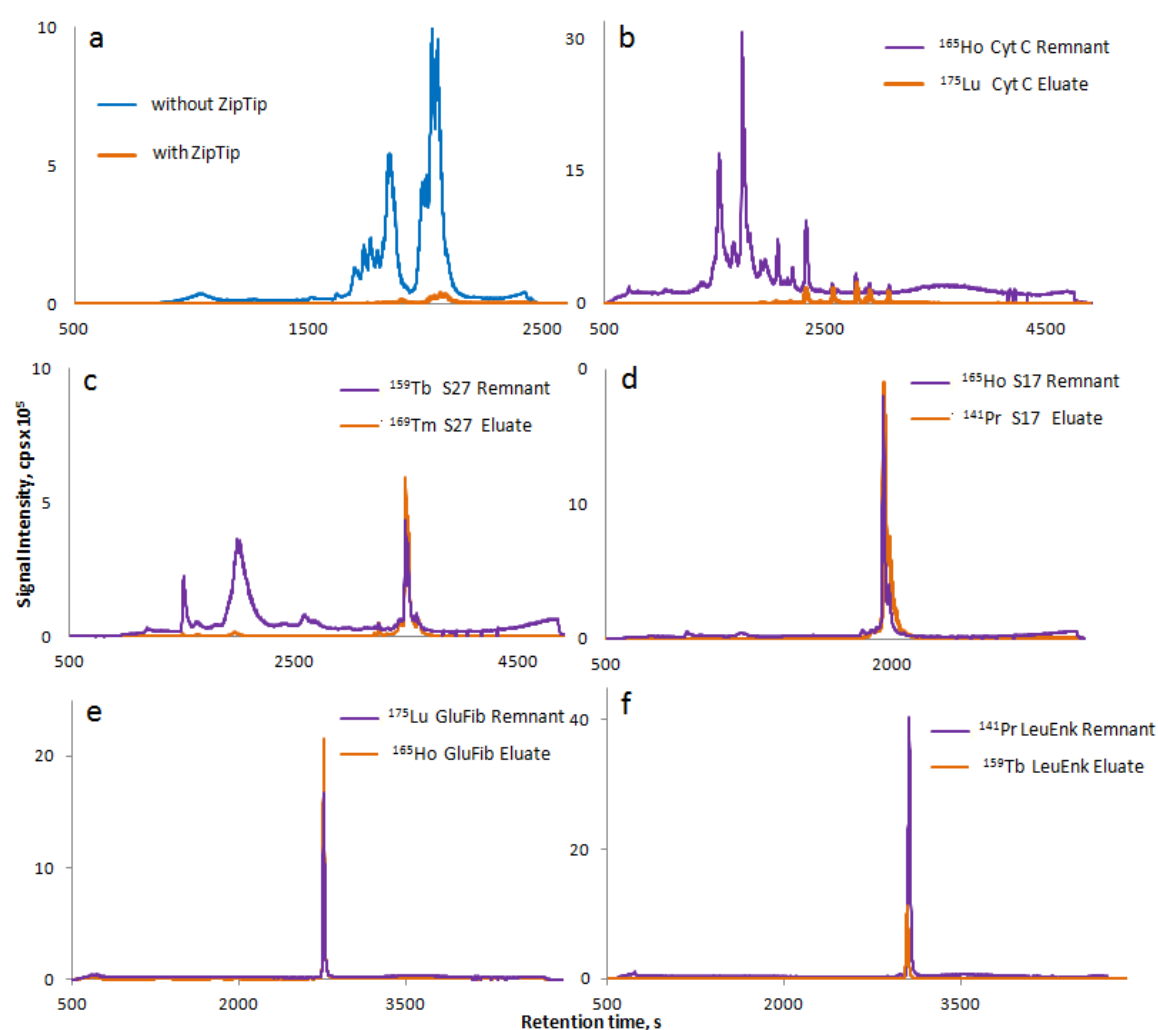 a
10
5
0
without ZipTip
with ZipTip
500 1500 2500
b
30
15
0
¹⁶⁵Ho Cyt C Remnant
¹⁷⁵Lu Cyt C Eluate
500 2500 4500
c
10
5
0
¹⁵⁹Tb S27 Remnant
¹⁶⁹Tm S27 Eluate
500 2500 4500
d
0
10
0
¹⁶⁵Ho S17 Remnant
¹⁴¹Pr S17 Eluate
500 2000
Signal Intensity, cps x 10⁵
e
20
10
0
¹⁷⁵Lu GluFib Remnant
¹⁶⁵Ho GluFib Eluate
500 2000 3500
f
40
20
0
¹⁴¹Pr LeuEnk Remnant
¹⁵⁹Tb LeuEnk Eluate
500 2000 3500
Retention time, s